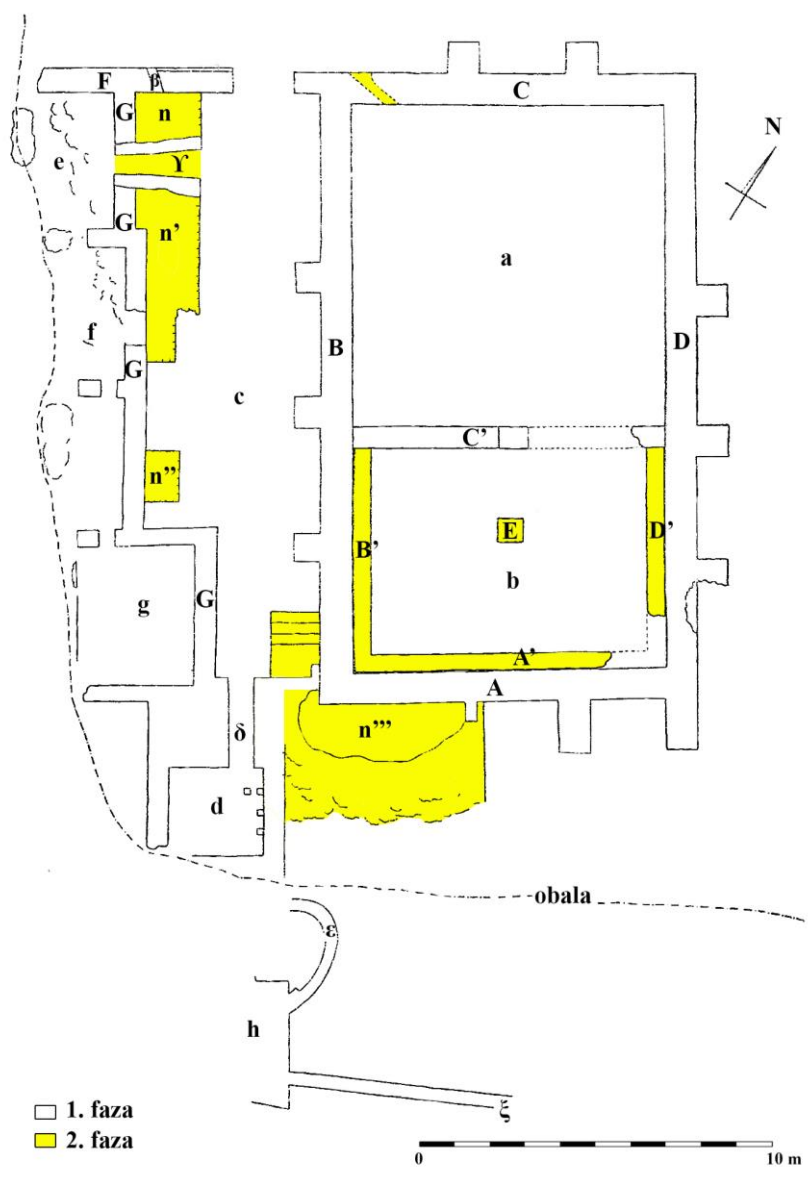 F β C
G n
N
e ϒ
G n’
a
f
B D
G
c
C’
n’’
E
B’ D’
g G b
A’
A
n’’’
δ
d
obala
ε
h
1. faza
ξ
2. faza
0 10 m